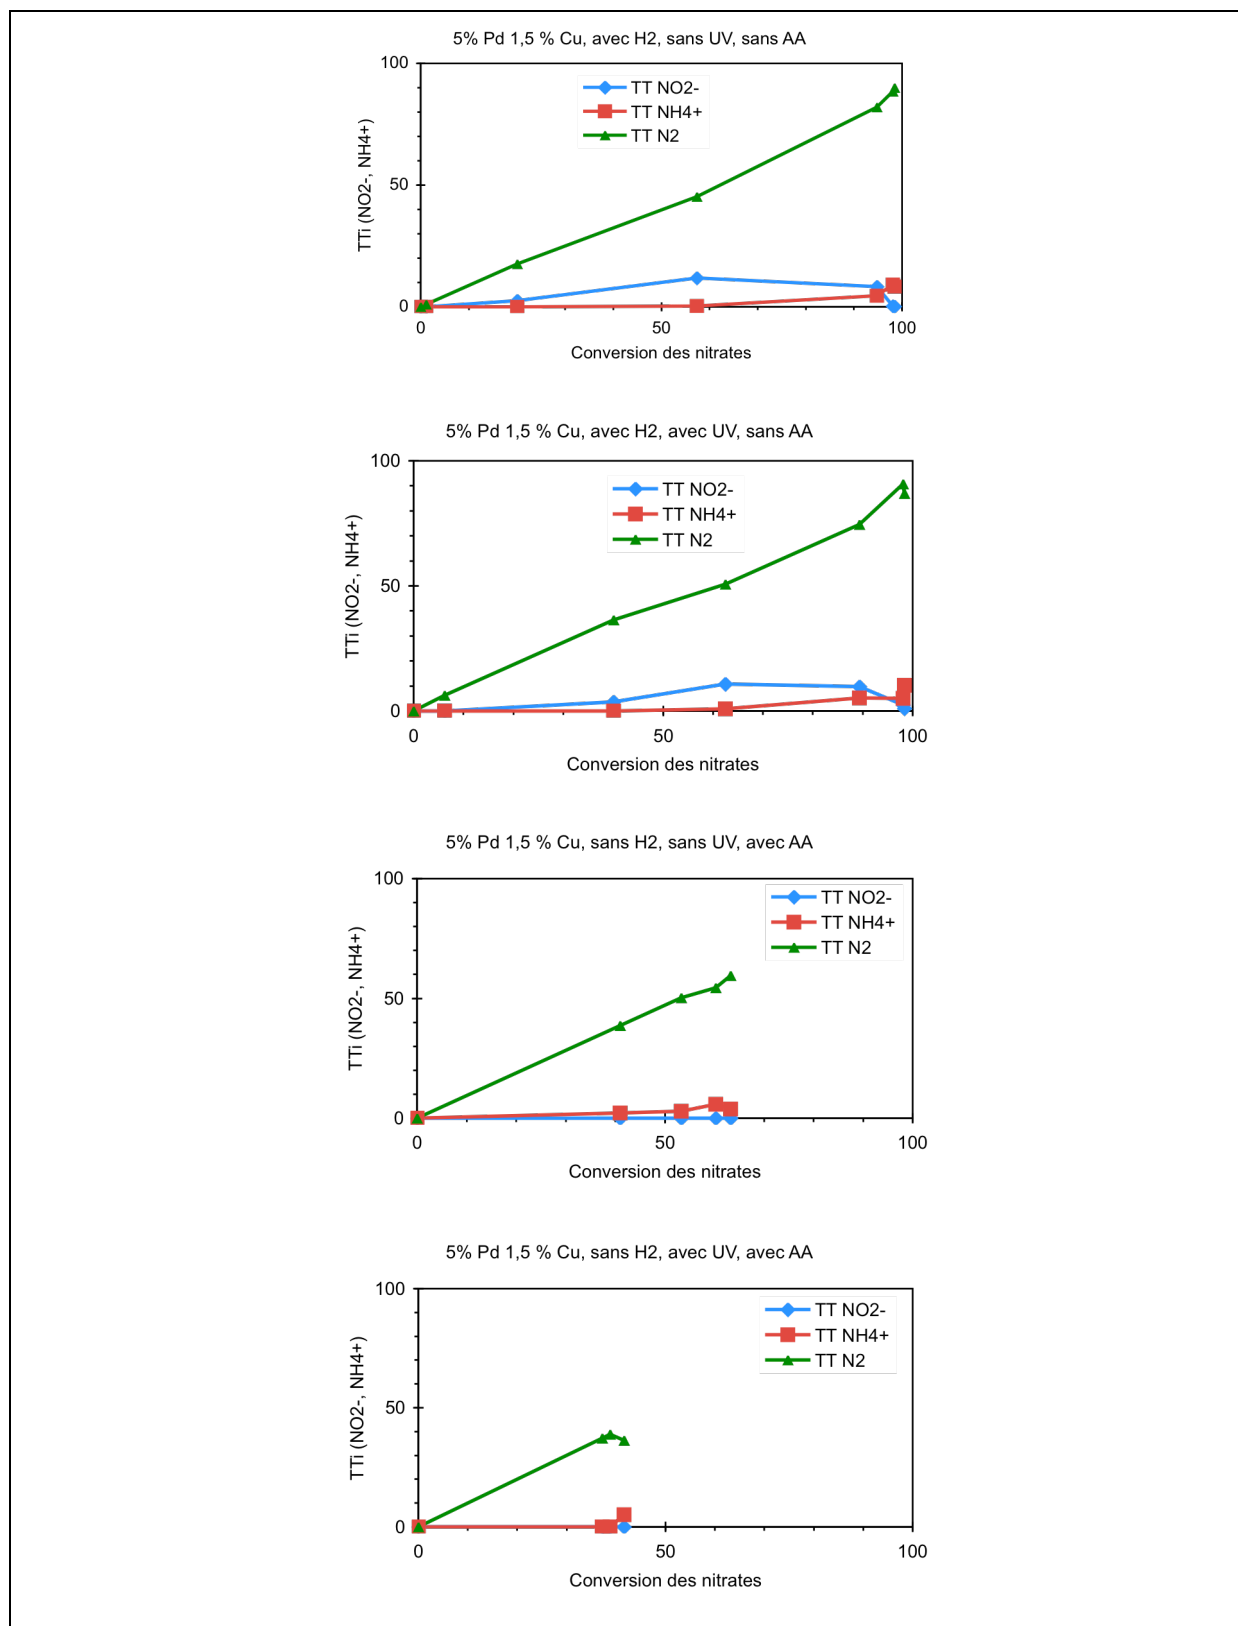 5% Pd 1,5 % Cu, avec H2, sans UV, sans AA
100
TT NO2-
TT NH4+
TT N2
TTi (NO2-, NH4+)
50
0
0
50
100
Conversion des nitrates
5% Pd 1,5 % Cu, avec H2, avec UV, sans AA
100
TT NO2-
TT NH4+
TT N2
TTi (NO2-, NH4+)
50
0
0
50
100
Conversion des nitrates
5% Pd 1,5 % Cu, sans H2, sans UV, avec AA
100
TT NO2-
TT NH4+
TT N2
TTi (NO2-, NH4+)
50
0
0
50
100
Conversion des nitrates
5% Pd 1,5 % Cu, sans H2, avec UV, avec AA
100
TT NO2-
TT NH4+
TT N2
TTi (NO2-, NH4+)
50
0
0
50
100
Conversion des nitrates